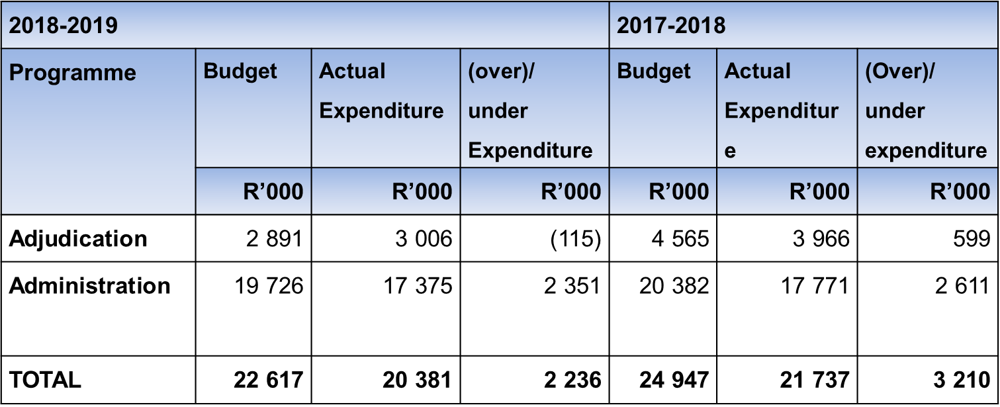 2018-2019 2017-2018
Programme Budget Actual (over)/ Budget Actual (Over)/
Expenditure under Expenditur under
Expenditure e expenditure
R’000 R’000 R’000 R’000 R’000 R’000
Adjudication 2 891 3 006 (115) 4 565 3 966 599
Administration 19 726 17 375 2 351 20 382 17 771 2 611
TOTAL 22 617 20 381 2 236 24 947 21 737 3 210